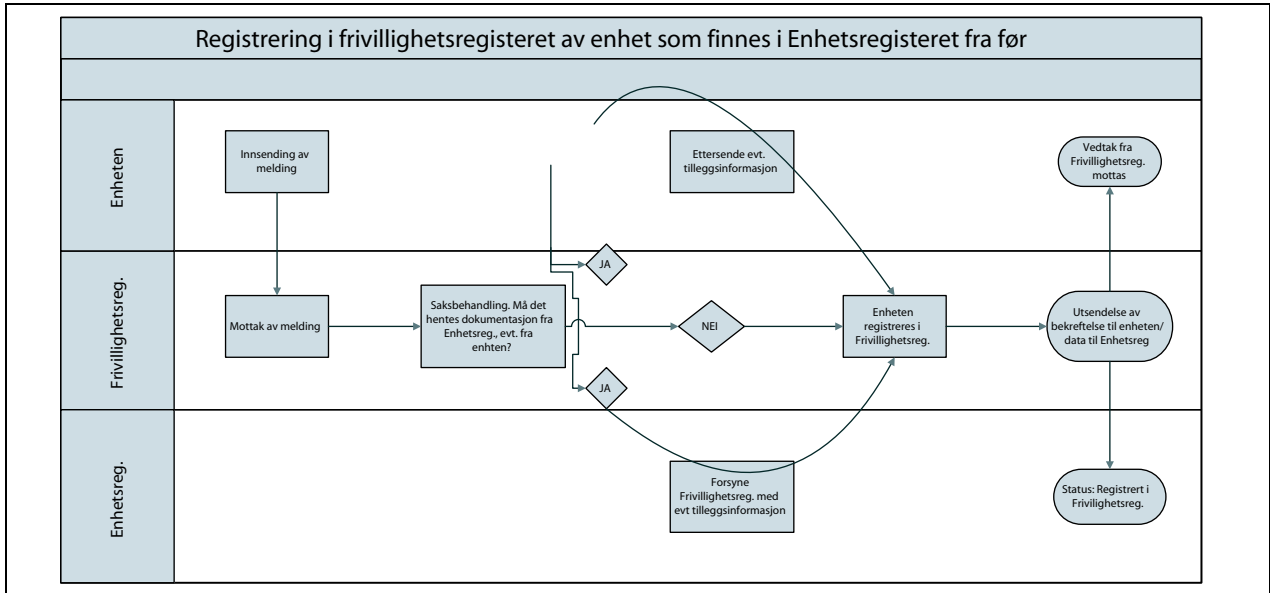 Registrering i frivillighetsregisteret av enhet som finnes i Enhetsregisteret fra før
Enheten
Innsending av
melding
Ettersende evt.
tilleggsinformasjon
Vedtak fra
Frivillighetsreg.
mottas
Frivillighetsreg.
Mottak av melding
Saksbehandling. Må det
hentes dokumentasjon fra
Enhetsreg., evt. fra
enhten?
JA
NEI
JA
Enheten
registreres i
Frivillighetsreg.
Utsendelse av
bekreftelse til enheten/
data til Enhetsreg
Enhetsreg.
Forsyne
Frivillighetsreg. med
evt tilleggsinformasjon
Status: Registrert i
Frivilighetsreg.